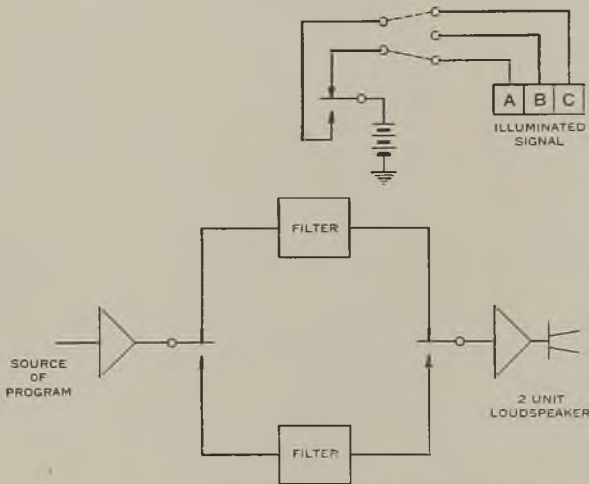 A B C
ILLUMINATED
SIGNAL
FILTER
SOURCE
OF
PROGRAM
2 UNIT
LOUDSPEAKER
FILTER